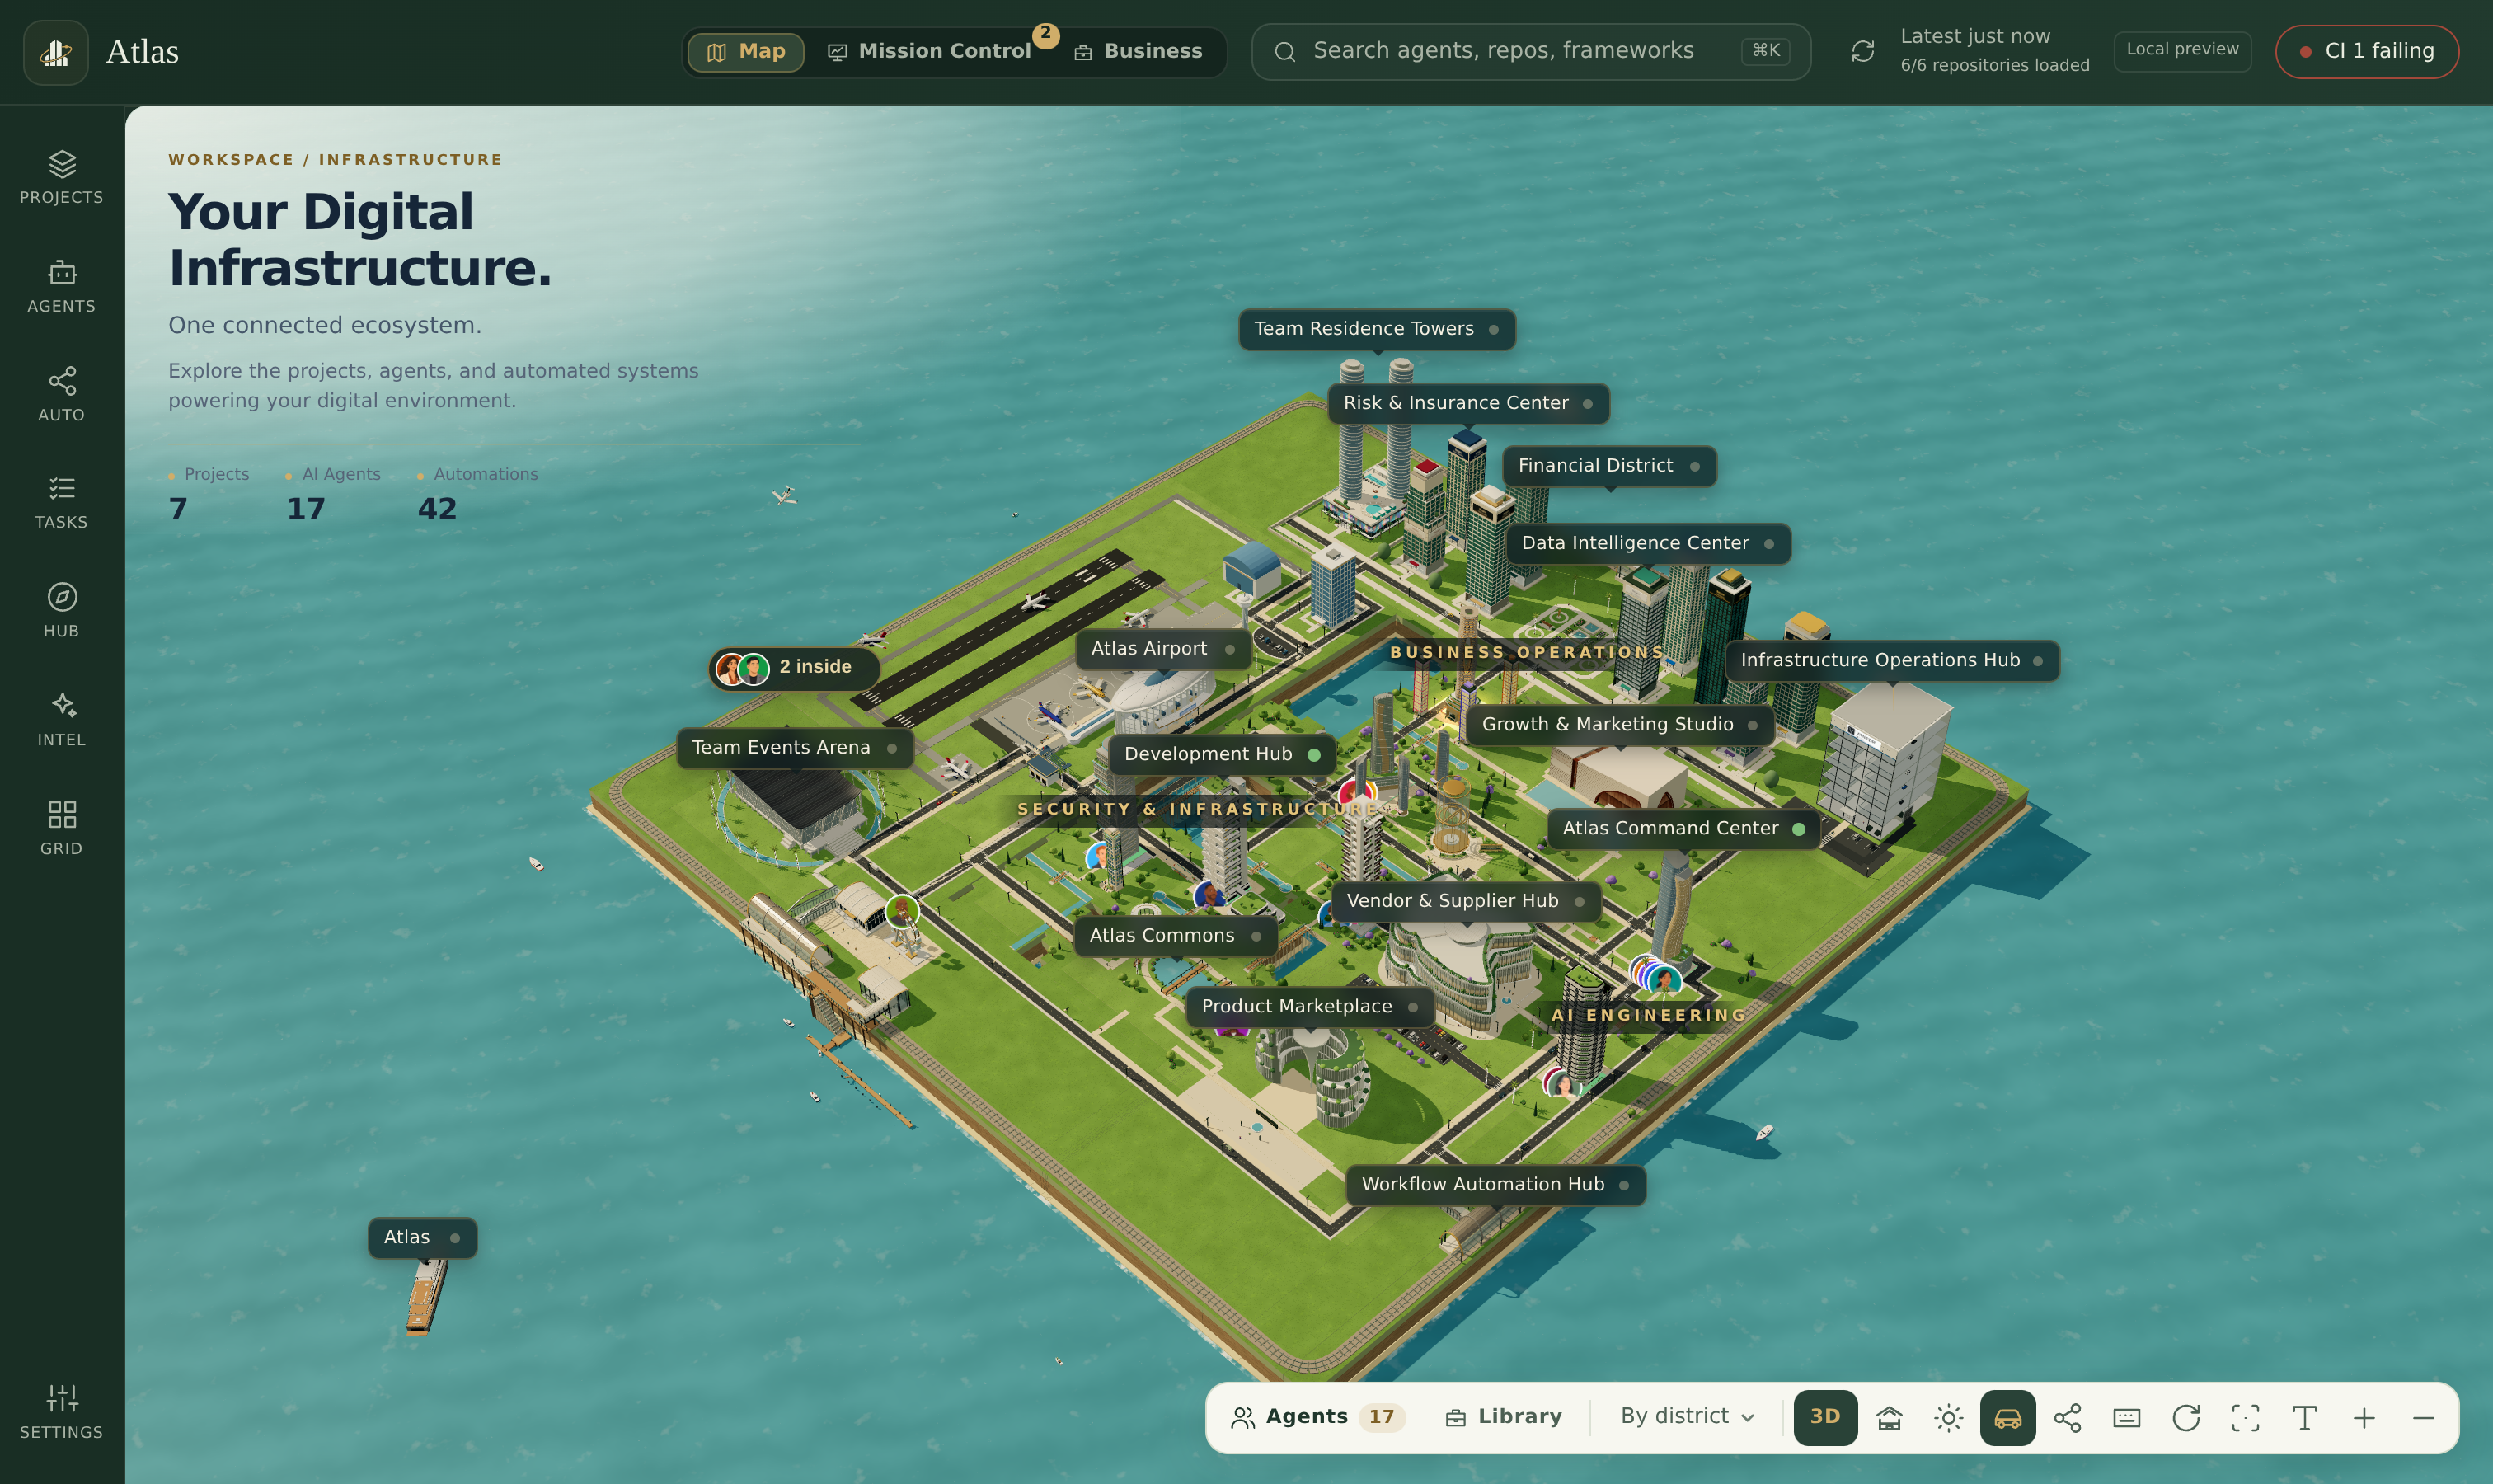 Atlas
Map
Mission Control
2
Business
Search agents, repos, frameworks
⌘K
Latest just now
6/6 repositories loaded
Local preview
CI 1 failing
PROJECTS
AGENTS
AUTO
TASKS
HUB
INTEL
GRID
SETTINGS
WORKSPACE / INFRASTRUCTURE
Your Digital
Infrastructure.
One connected ecosystem.
Explore the projects, agents, and automated systems
powering your digital environment.
Projects
7
AI Agents
17
Automations
42
Team Residence Towers
Risk & Insurance Center
Financial District
Data Intelligence Center
Atlas Airport
BUSINESS OPERATIONS
Infrastructure Operations Hub
2 inside
Team Events Arena
Development Hub
Growth & Marketing Studio
SECURITY & INFRASTRUCTURE
Atlas Command Center
Vendor & Supplier Hub
Atlas Commons
Product Marketplace
AI ENGINEERING
Workflow Automation Hub
Atlas
Agents
17
Library
By district
3D